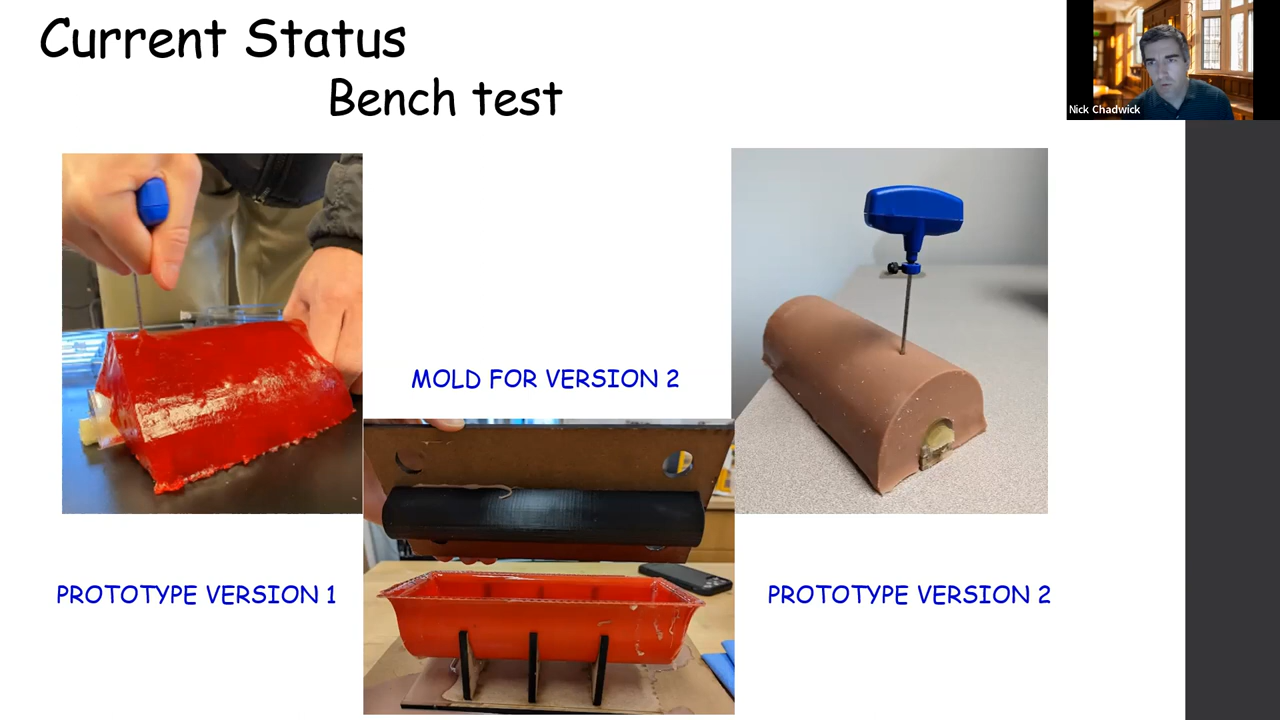 Current Status
Bench test
Nick Chadwick
MOLD FOR VERSION 2
PROTOTYPE VERSION 1
PROTOTYPE VERSION 2